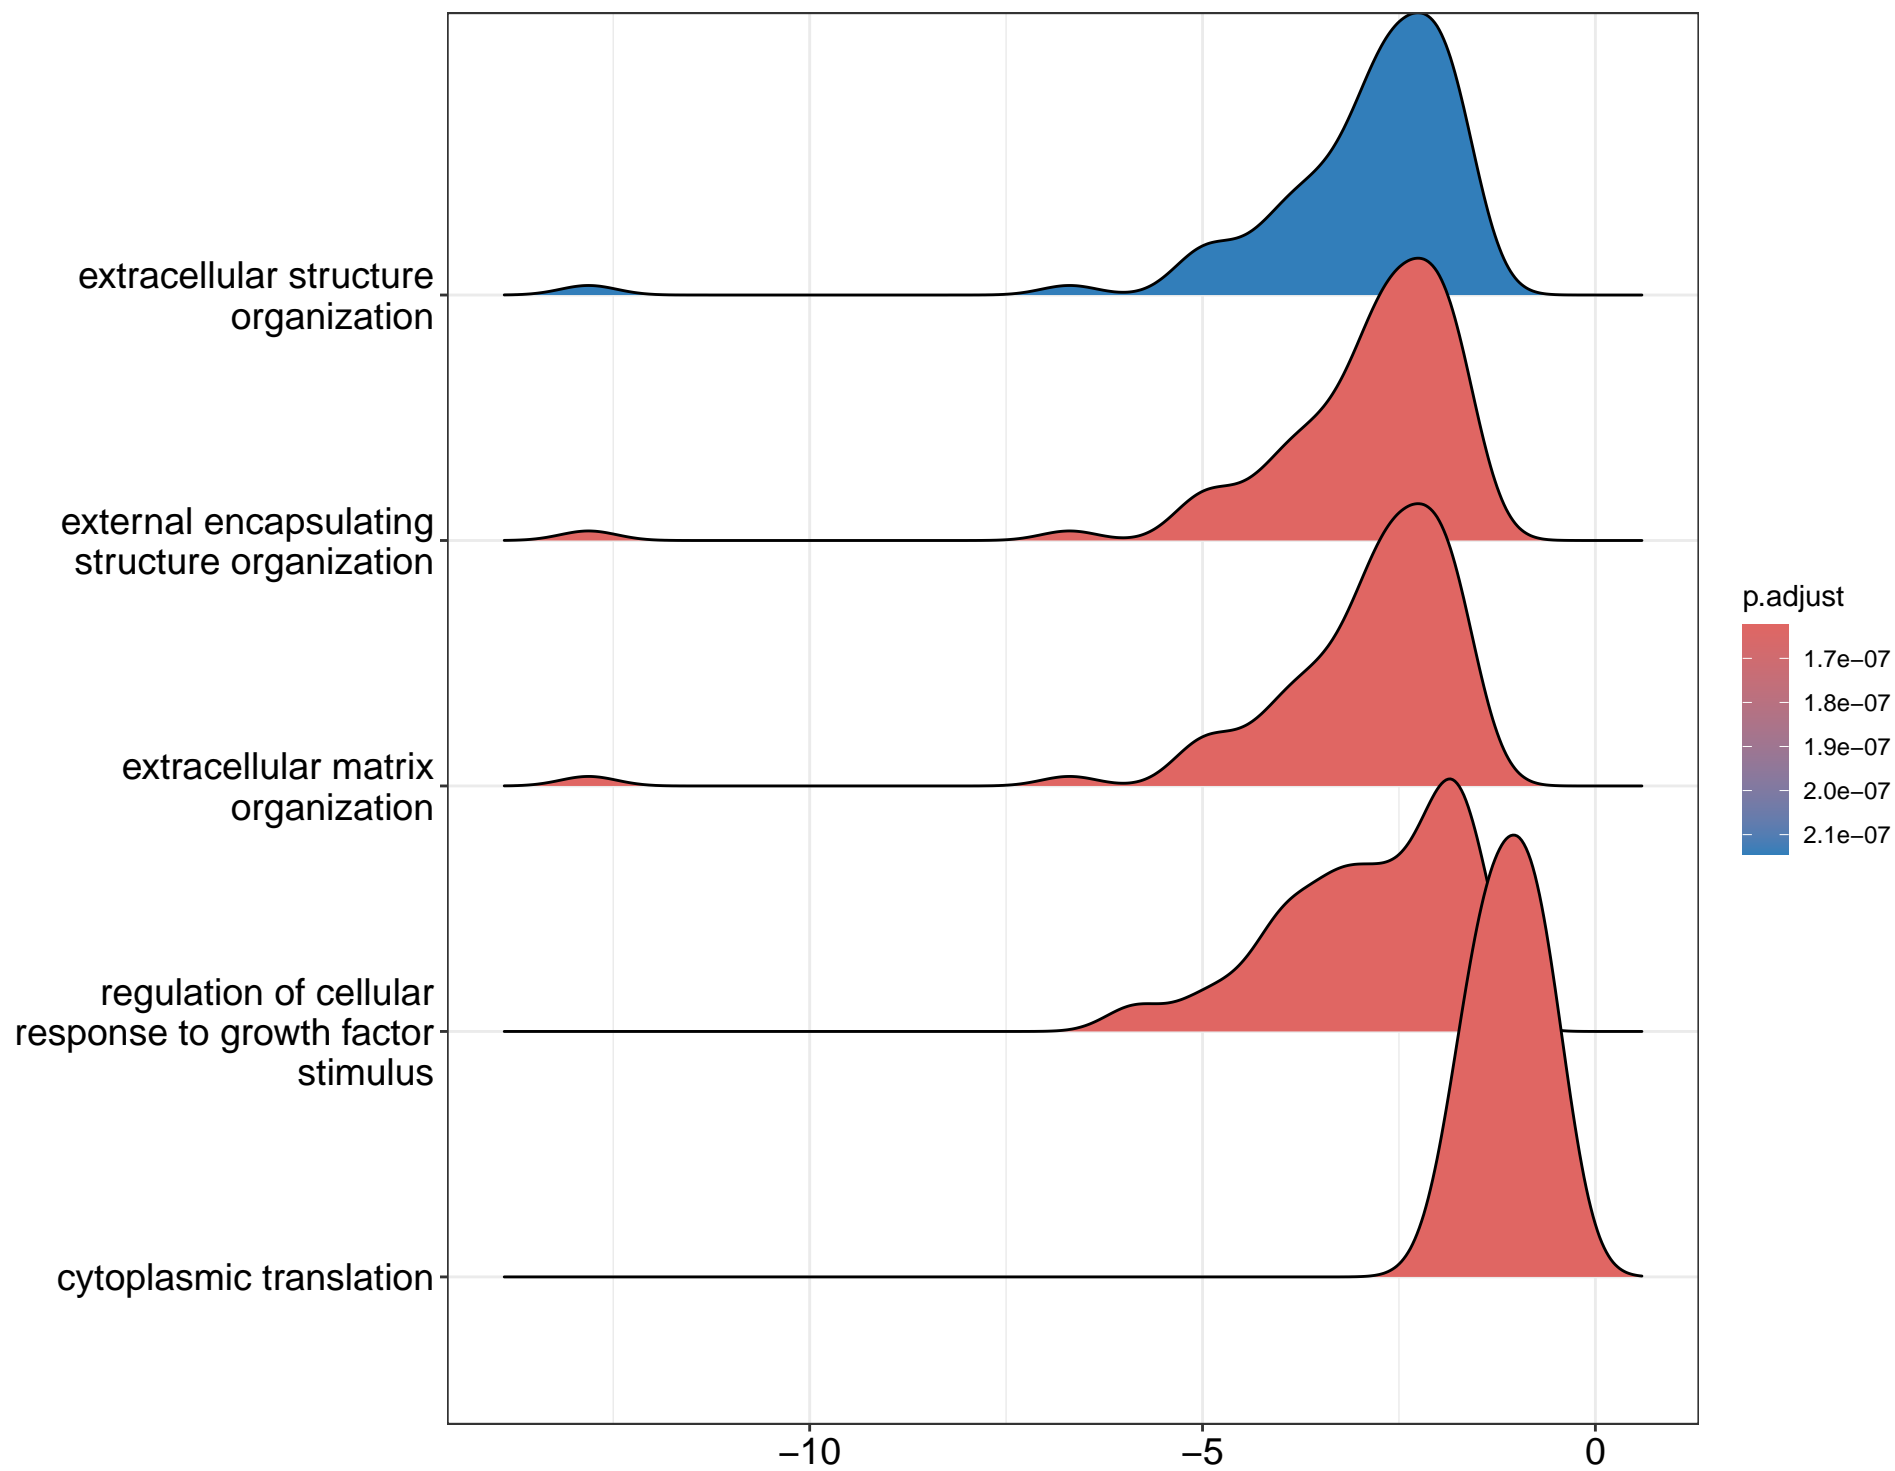 extracellular structure
organization
external encapsulating
structure organization
extracellular matrix
organization
regulation of cellular
response to growth factor
stimulus
cytoplasmic translation
−10
−5
0
p.adjust
1.7e−07
1.8e−07
1.9e−07
2.0e−07
2.1e−07